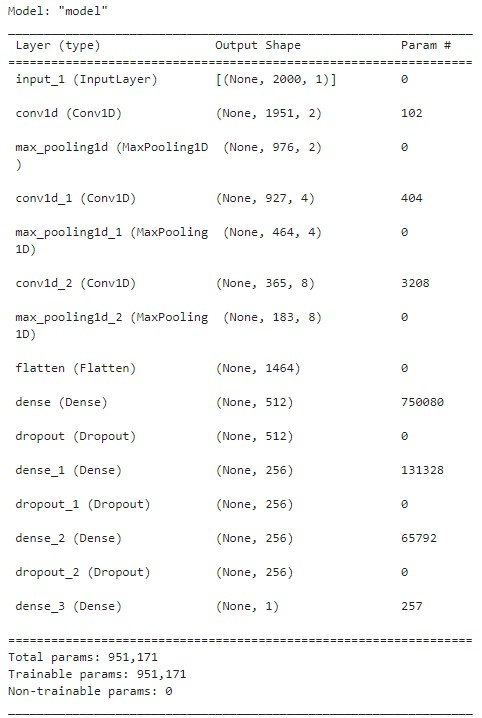 Model: "model"
_________________________________________________________________
Layer (type) Output Shape Param #
=================================================================
input_1 (InputLayer) [(None, 2000, 1)] 0
conv1d (Conv1D) (None, 1951, 2) 102
max_pooling1d (MaxPooling1D (None, 976, 2) 0
)
conv1d_1 (Conv1D) (None, 927, 4) 404
max_pooling1d_1 (MaxPooling (None, 464, 4) 0
1D)
conv1d_2 (Conv1D) (None, 365, 8) 3208
max_pooling1d_2 (MaxPooling (None, 183, 8) 0
1D)
flatten (Flatten) (None, 1464) 0
dense (Dense) (None, 512) 750080
dropout (Dropout) (None, 512) 0
dense_1 (Dense) (None, 256) 131328
dropout_1 (Dropout) (None, 256) 0
dense_2 (Dense) (None, 256) 65792
dropout_2 (Dropout) (None, 256) 0
dense_3 (Dense) (None, 1) 257
=================================================================
Total params: 951,171
Trainable params: 951,171
Non-trainable params: 0
_________________________________________________________________